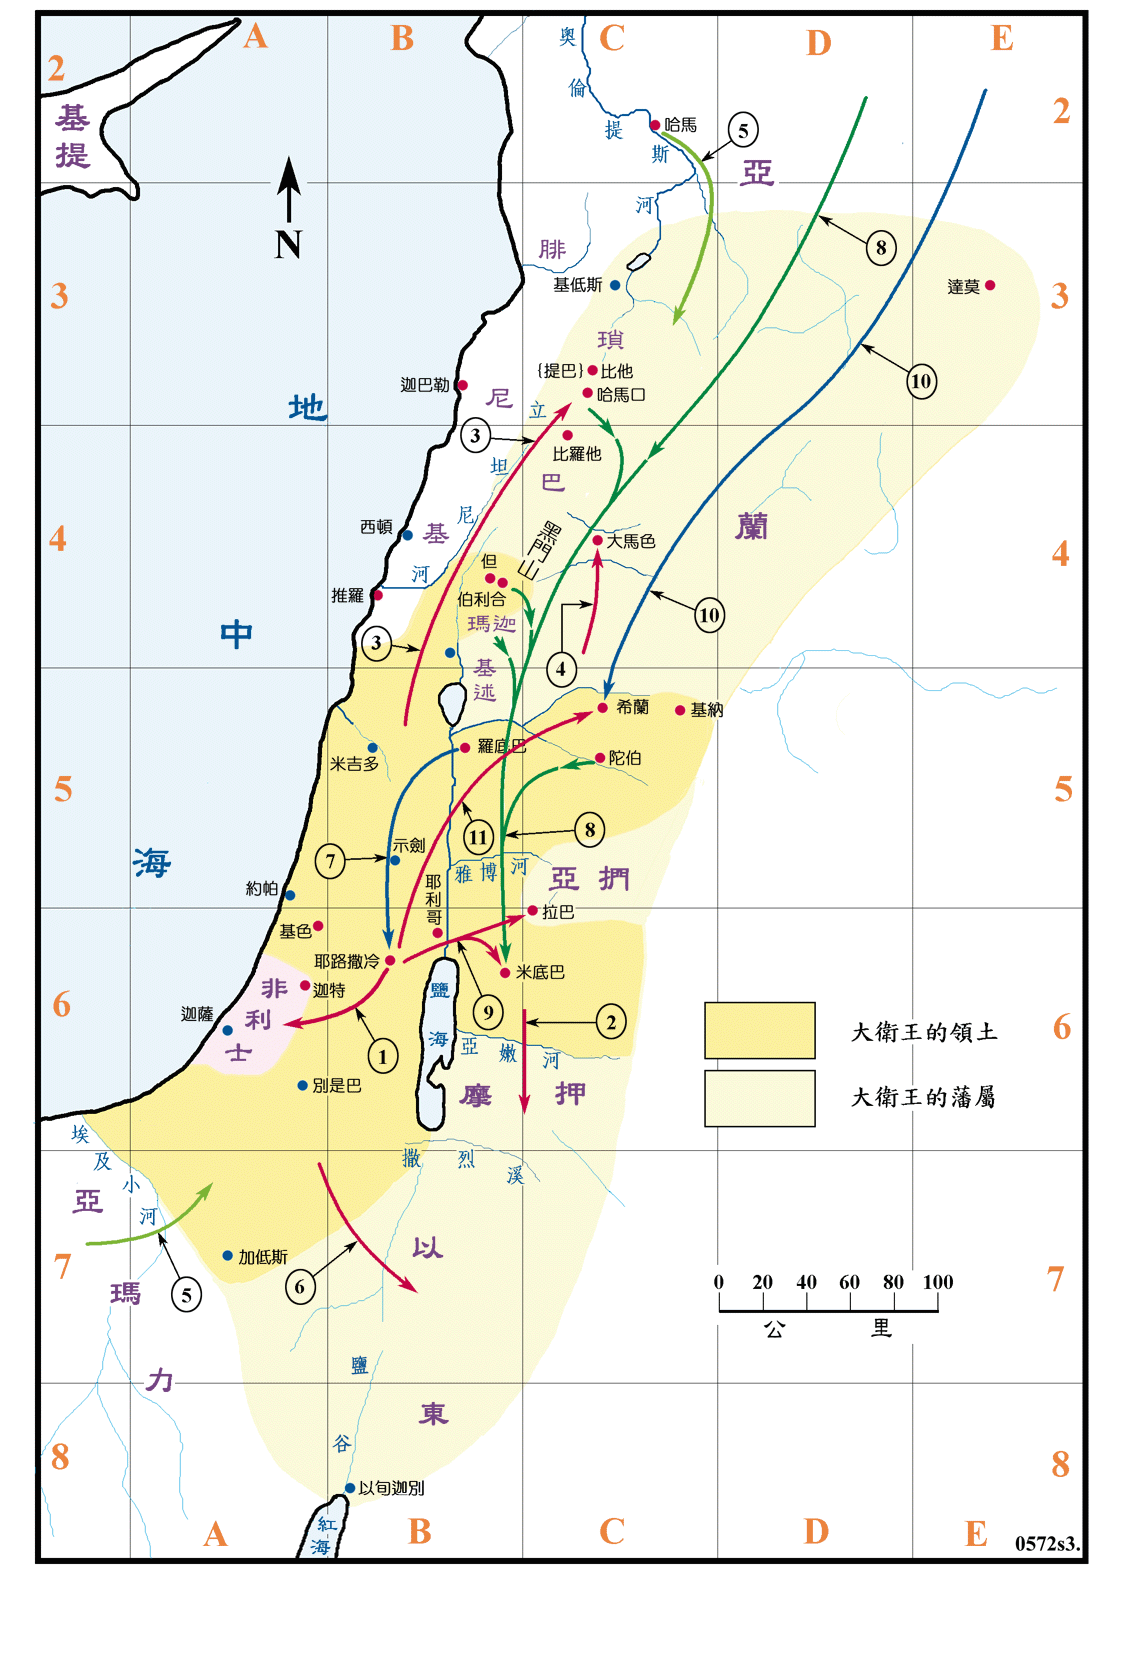 A B C D E
2
2
基提
奧倫提斯河
哈馬
5
亞
N
8
腓
基低斯
達莫
3
3
瑣
{提巴} 比他
10
迦巴勒
尼
哈馬口
地
立坦尼河
3
比羅他
巴
西頓
基
黑門山
蘭
大馬色
4
4
但
伯利合
推羅
瑪迦
10
中
3
基述
4
希蘭
基納
米吉多
羅底巴
陀伯
5
5
11
8
示劍
7
海
雅博河
亞捫
約帕
耶利哥
拉巴
基色
耶路撒冷
米底巴
非利士
迦特
鹽海
6
6
迦薩
9
2
大衛王的領土
1
亞嫩河
別是巴
摩押
大衛王的藩屬
埃及小河
撒烈溪
亞瑪力
以東
加低斯
7
7
5
6
0 20 40 60 80 100
公里
鹽谷
8
8
以旬迦別
紅海
A B C D E
0572s3.